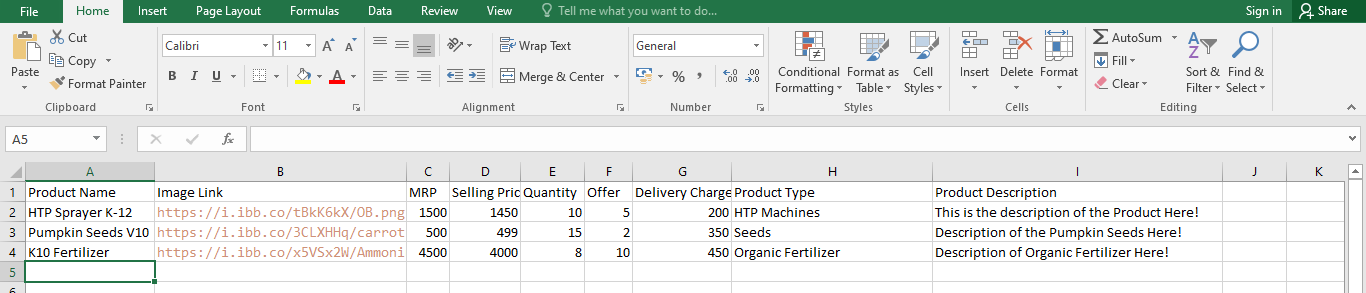 File Home Insert Page Layout Formulas Data Review View Tell me what you want to do... Sign in Share
Cut
Copy
Format Painter
Paste
Clipboard
Calibri 11 A A
B I U A
Font
Wrap Text
Merge & Center
Alignment
General
% , .00 .0
Number
Conditional Formatting
Format as Table
Cell Styles
Styles
Insert Delete Format
Cells
AutoSum
Fill
Clear
Sort & Filter
Find & Select
Editing
A5 fx
A B C D E F G H I J K
1 Product Name Image Link MRP Selling Pric Quantity Offer Delivery Charge Product Type Product Description
2 HTP Sprayer K-12 https://i.ibb.co/tBkK6kX/OB.png 1500 1450 10 5 200 HTP Machines This is the description of the Product Here!
3 Pumpkin Seeds V10 https://i.ibb.co/3CLXHHq/carrot 500 499 15 2 350 Seeds Description of the Pumpkin Seeds Here!
4 K10 Fertilizer https://i.ibb.co/x5VSx2W/Ammoni 4500 4000 8 10 450 Organic Fertilizer Description of Organic Fertilizer Here!
5